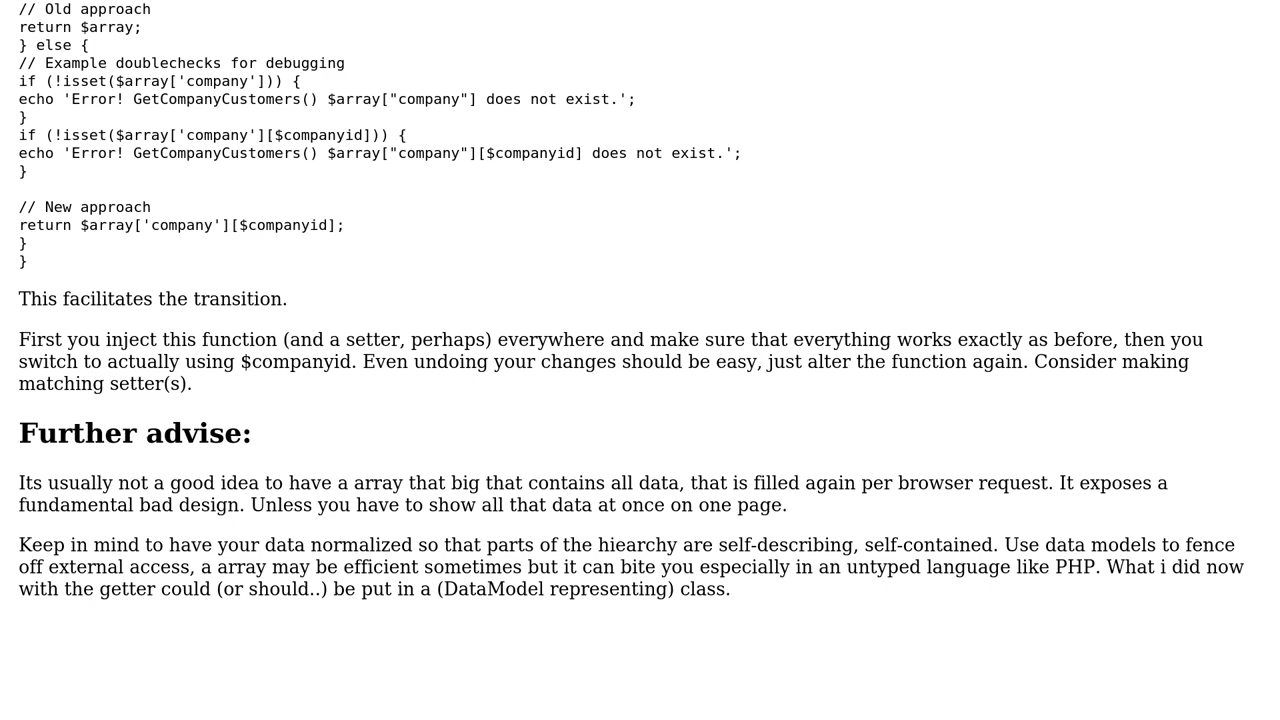 // Old approach
return $array;
} else {
// Example doublechecks for debugging
if (!isset($array['company'])) {
echo 'Error! GetCompanyCustomers() $array["company"] does not exist.';
}
if (!isset($array['company'][$companyid])) {
echo 'Error! GetCompanyCustomers() $array["company"][$companyid] does not exist.';
}

// New approach
return $array['company'][$companyid];
}
}
This facilitates the transition.
First you inject this function (and a setter, perhaps) everywhere and make sure that everything works exactly as before, then you
switch to actually using $companyid. Even undoing your changes should be easy, just alter the function again. Consider making
matching setter(s).
Further advise:
Its usually not a good idea to have a array that big that contains all data, that is filled again per browser request. It exposes a
fundamental bad design. Unless you have to show all that data at once on one page.
Keep in mind to have your data normalized so that parts of the hiearchy are self-describing, self-contained. Use data models to fence
off external access, a array may be efficient sometimes but it can bite you especially in an untyped language like PHP. What i did now
with the getter could (or should..) be put in a (DataModel representing) class.